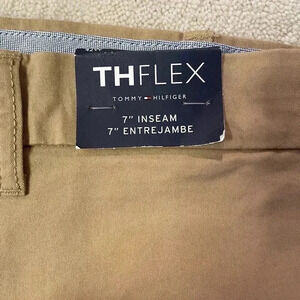 THFLEX
TOMMY HILFIGER
7" INSEAM
7" ENTREJAMBE